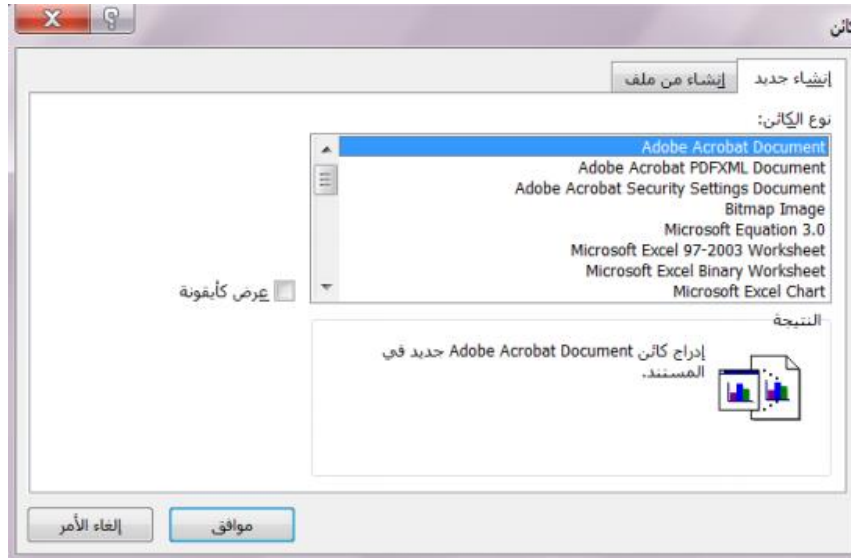 كائن
إنشاء جديد
إنشاء من ملف
نوع الكائن:
Adobe Acrobat Document
Adobe Acrobat PDFXML Document
Adobe Acrobat Security Settings Document
Bitmap Image
Microsoft Equation 3.0
Microsoft Excel 97-2003 Worksheet
Microsoft Excel Binary Worksheet
Microsoft Excel Chart
عرض كأيقونة
النتيجة
إدراج كائن Adobe Acrobat Document جديد في
المستند.
موافق
إلغاء الأمر